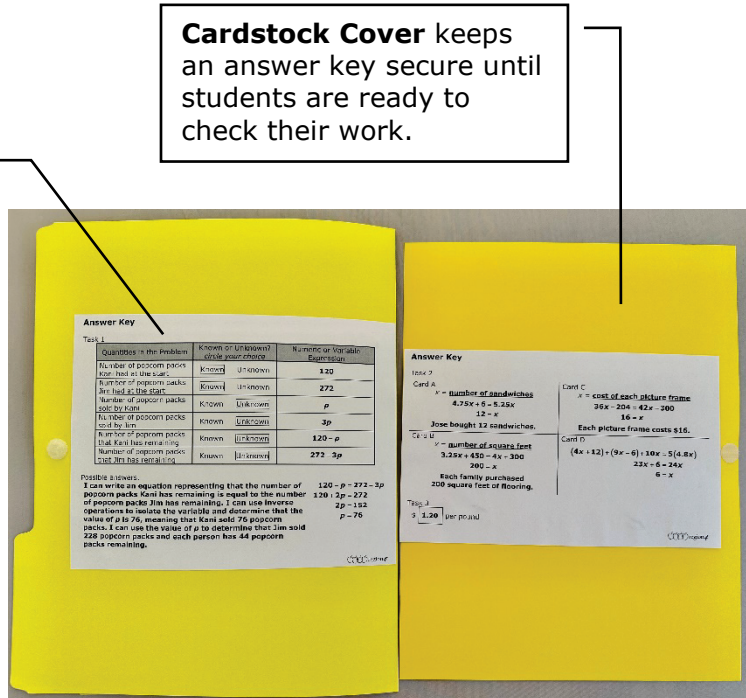 Cardstock Cover keeps
an answer key secure until
students are ready to
check their work.
Answer Key
Task 1
Quantities in the Problem
Known or Unknown?
circle your choice
Numeric or Variable
Expression
Number of popcorn packs
Kani had at the start
Known Unknown
120
Number of popcorn packs
Jim had at the start
Known Unknown
272
Number of popcorn packs
sold by Kani
Known Unknown
p
Number of popcorn packs
sold by Jim
Known Unknown
3p
Number of popcorn packs
that Kani has remaining
Known Unknown
120 – p
Number of popcorn packs
that Jim has remaining
Known Unknown
272 3p
Possible answers.
I can write an equation representing that the number of
popcorn packs Kani has remaining is equal to the number
of popcorn packs Jim has remaining. I can use inverse
operations to isolate the variable and determine that the
value of p is 76, meaning that Kani sold 76 popcorn
packs. I can use the value of p to determine that Jim sold
228 popcorn packs and each person has 44 popcorn
packs remaining.
120 – p = 272 – 3p
120 + 2p = 272
2p = 152
p = 76
Answer Key
Task 2
Card A
x = number of sandwiches
4.75x + 6 = 5.25x
12 = x
Jose bought 12 sandwiches.
Card B
x = number of square feet
3.25x + 450 = 4x + 300
200 = x
Each family purchased
200 square feet of flooring.
Card C
x = cost of each picture frame
36x – 204 = 42x – 300
16 = x
Each picture frame costs $16.
Card D
(4x + 12) + (9x – 6) + 10x = 5(4.8x)
23x + 6 = 24x
6 = x
Task 3
$ 1.20 per pound